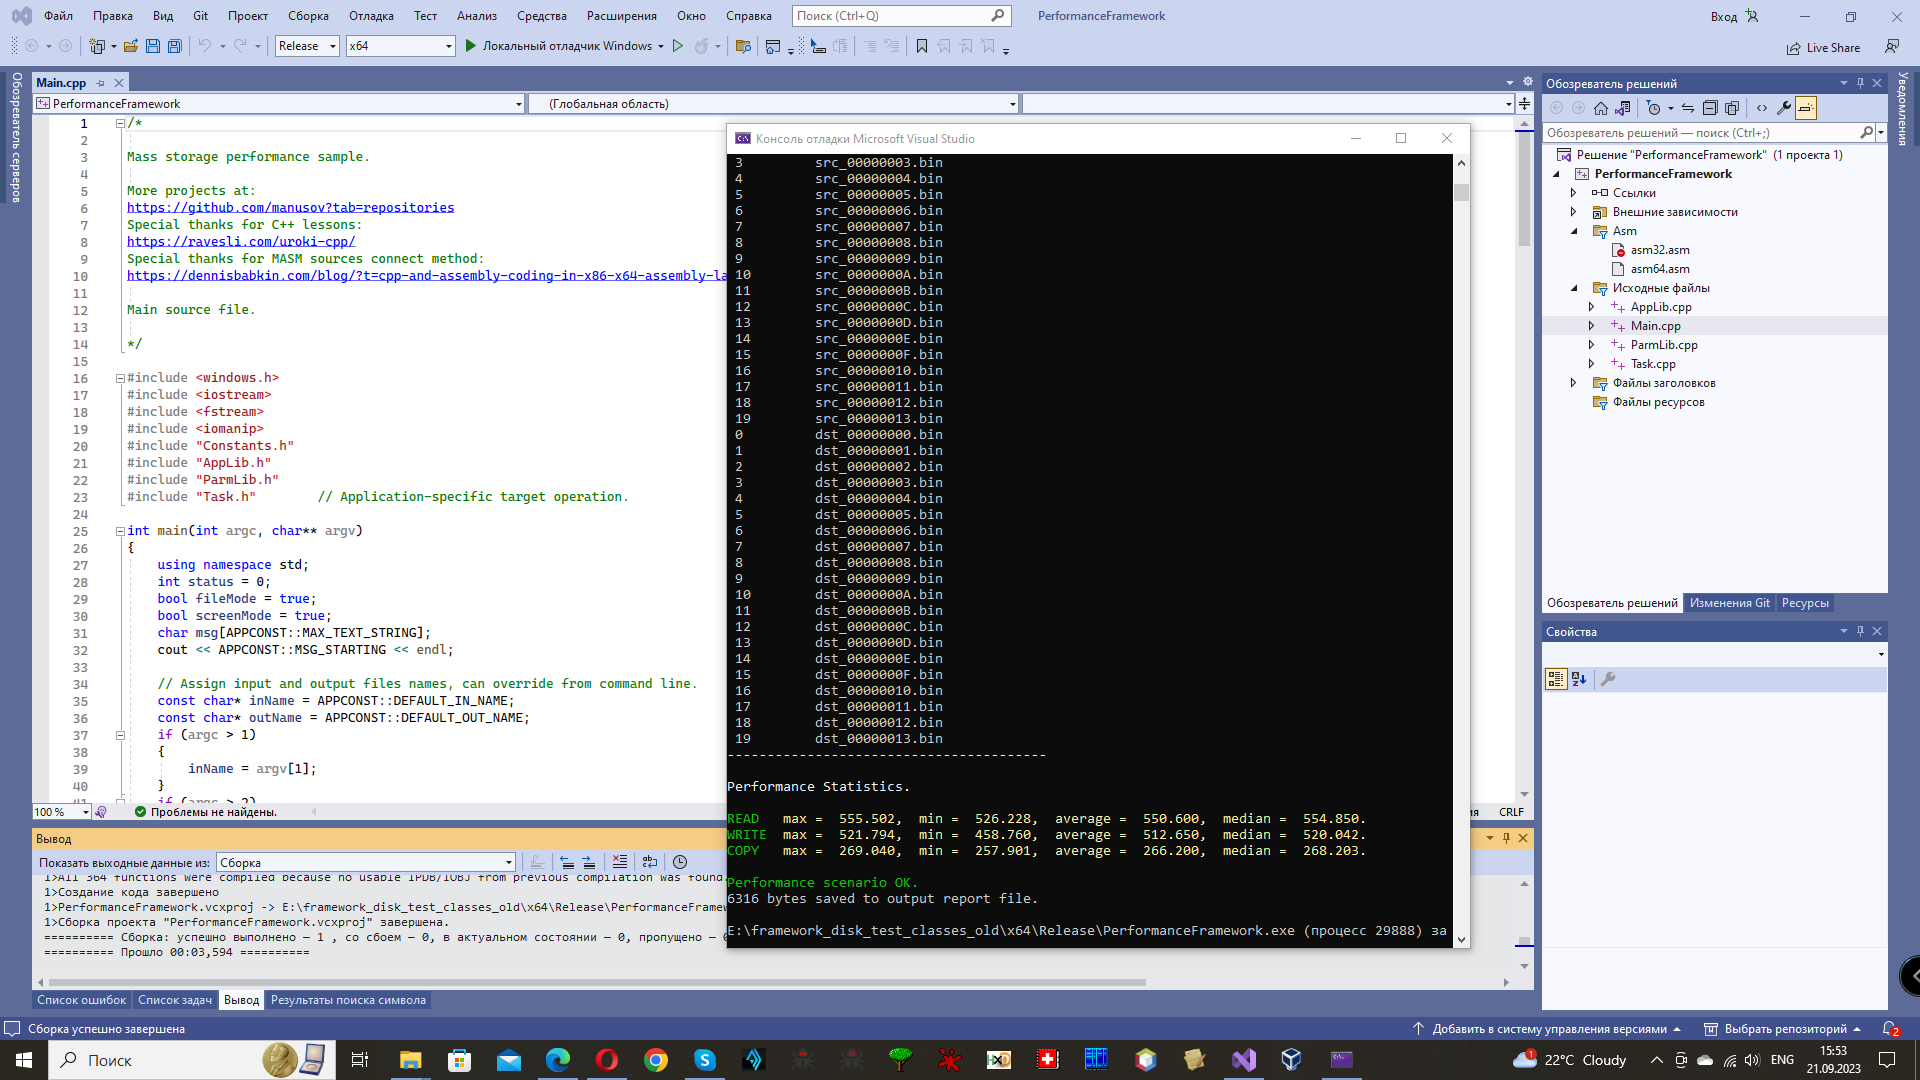 Файл Правка Вид Git Проект Сборка Отладка Тест Анализ Средства Расширения Окно Справка Поиск (Ctrl+Q) PerformanceFramework Вход
Release x64 Локальный отладчик Windows Live Share
Обозреватель серверов
Main.cpp
PerformanceFramework (Глобальная область)
1 /*
2
3 Mass storage performance sample.
4
5 More projects at:
6 https://github.com/manusov?tab=repositories
7 Special thanks for C++ lessons:
8 https://ravesli.com/uroki-cpp/
9 Special thanks for MASM sources connect method:
10 https://dennisbabkin.com/blog/?t=cpp-and-assembly-coding-in-x86-x64-assembly-la
11
12 Main source file.
13
14 */
15
16 #include <windows.h>
17 #include <iostream>
18 #include <fstream>
19 #include <iomanip>
20 #include "Constants.h"
21 #include "AppLib.h"
22 #include "ParmLib.h"
23 #include "Task.h" // Application-specific target operation.
24
25 int main(int argc, char** argv)
26 {
27 using namespace std;
28 int status = 0;
29 bool fileMode = true;
30 bool screenMode = true;
31 char msg[APPCONST::MAX_TEXT_STRING];
32 cout << APPCONST::MSG_STARTING << endl;
33
34 // Assign input and output files names, can override from command line.
35 const char* inName = APPCONST::DEFAULT_IN_NAME;
36 const char* outName = APPCONST::DEFAULT_OUT_NAME;
37 if (argc > 1)
38 {
39 inName = argv[1];
40 }
41 if (argc > 2)
100 % Проблемы не найдены. CRLF
Консоль отладки Microsoft Visual Studio
3 src_00000003.bin
4 src_00000004.bin
5 src_00000005.bin
6 src_00000006.bin
7 src_00000007.bin
8 src_00000008.bin
9 src_00000009.bin
10 src_0000000A.bin
11 src_0000000B.bin
12 src_0000000C.bin
13 src_0000000D.bin
14 src_0000000E.bin
15 src_0000000F.bin
16 src_00000010.bin
17 src_00000011.bin
18 src_00000012.bin
19 src_00000013.bin
0 dst_00000000.bin
1 dst_00000001.bin
2 dst_00000002.bin
3 dst_00000003.bin
4 dst_00000004.bin
5 dst_00000005.bin
6 dst_00000006.bin
7 dst_00000007.bin
8 dst_00000008.bin
9 dst_00000009.bin
10 dst_0000000A.bin
11 dst_0000000B.bin
12 dst_0000000C.bin
13 dst_0000000D.bin
14 dst_0000000E.bin
15 dst_0000000F.bin
16 dst_00000010.bin
17 dst_00000011.bin
18 dst_00000012.bin
19 dst_00000013.bin
----------------------------------------
Performance Statistics.
READ max = 555.502, min = 526.228, average = 550.600, median = 554.850.
WRITE max = 521.794, min = 458.760, average = 512.650, median = 520.042.
COPY max = 269.040, min = 257.901, average = 266.200, median = 268.203.
Performance scenario OK.
6316 bytes saved to output report file.
E:\framework_disk_test_classes_old\x64\Release\PerformanceFramework.exe (процесс 29888) за
Обозреватель решений
Обозреватель решений — поиск (Ctrl+;)
Решение "PerformanceFramework" (1 проекта 1)
PerformanceFramework
Ссылки
Внешние зависимости
Asm
asm32.asm
asm64.asm
Исходные файлы
AppLib.cpp
Main.cpp
ParmLib.cpp
Task.cpp
Файлы заголовков
Файлы ресурсов
Обозреватель решений Изменения Git Ресурсы
Свойства
Уведомления
Вывод
Показать выходные данные из: Сборка
1>All 364 functions were compiled because no usable IPDB/IOBJ from previous compilation was found.
1>Создание кода завершено
1>PerformanceFramework.vcxproj -> E:\framework_disk_test_classes_old\x64\Release\PerformanceFramew
1>Сборка проекта "PerformanceFramework.vcxproj" завершена.
========== Сборка: успешно выполнено — 1 , со сбоем — 0, в актуальном состоянии — 0, пропущено — 0
========== Прошло 00:03,594 ==========
Список ошибок Список задач Вывод Результаты поиска символа
Сборка успешно завершена Добавить в систему управления версиями Выбрать репозиторий 2
Поиск 1 22°C Cloudy ENG 15:53
21.09.2023